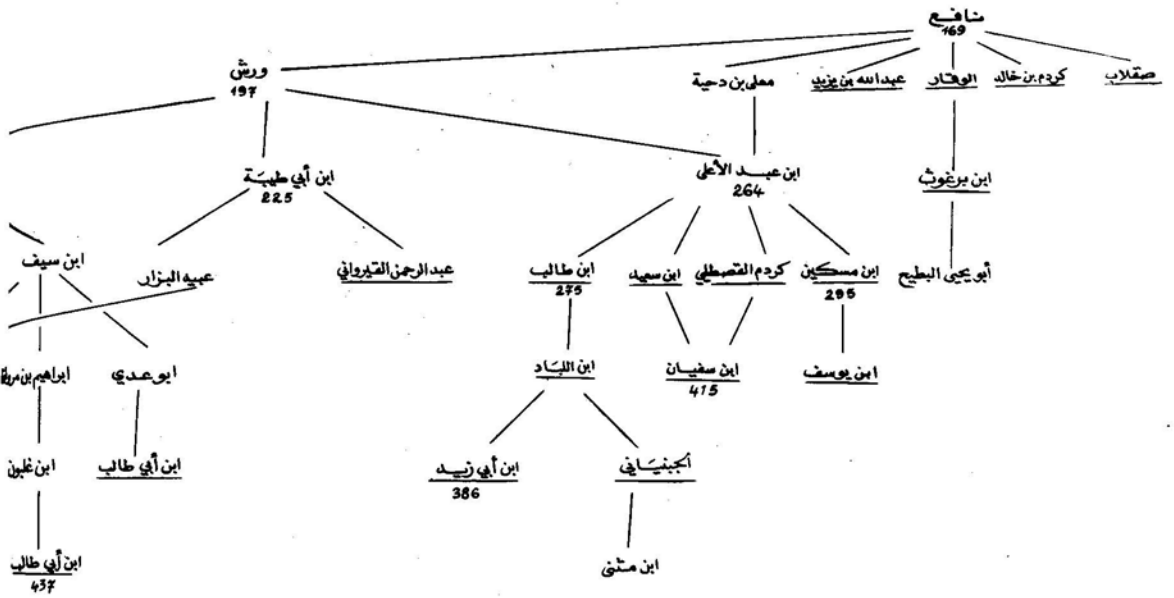 نافع
169
صقلاب
كردم بن خالد
الوقار
عبدالله بن يزيد
معلى بن دحية
ورش
197
ابن برغوث
ابن عبد الأعلى
264
ابن أبي طيبة
225
أبو يحيى البطيح
ابن مسكين
295
كردم القصطلي
ابن سعيد
ابن طالب
275
عبدالرحمن القيرواني
عبيد البزار
ابن سيف
ابن يوسف
ابن سفيان
415
ابن اللباد
ابو عدي
ابراهيم بن
الجبنياني
ابن أبي زيد
386
ابن أبي طالب
ابن غلبون
ابن مثنى
ابن أبي طالب
437